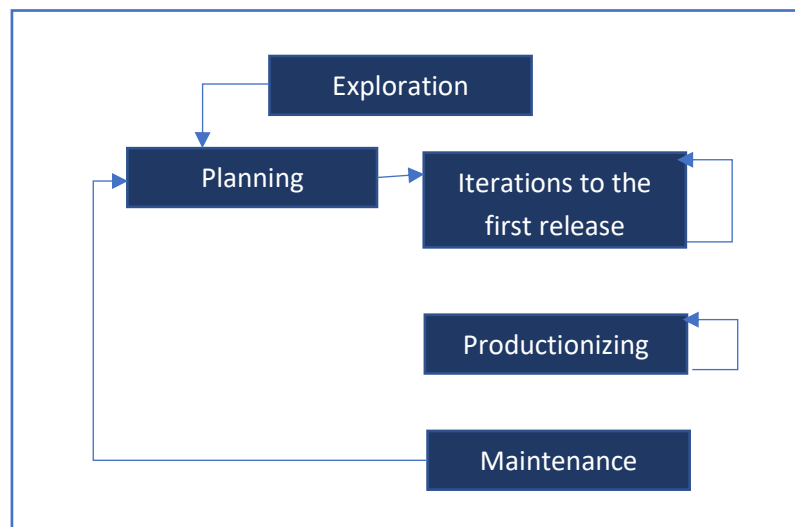 Exploration
Planning
Iterations to the
first release
Productionizing
Maintenance